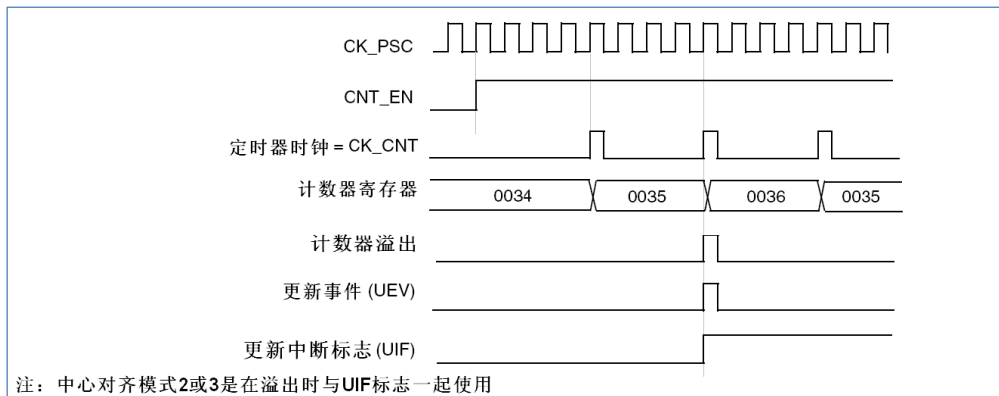 CK_PSC
CNT_EN
定时器时钟 = CK_CNT
计数器寄存器 0034 0035 0036 0035
计数器溢出
更新事件 (UEV)
更新中断标志 (UIF)
注：中心对齐模式2或3是在溢出时与UIF标志一起使用